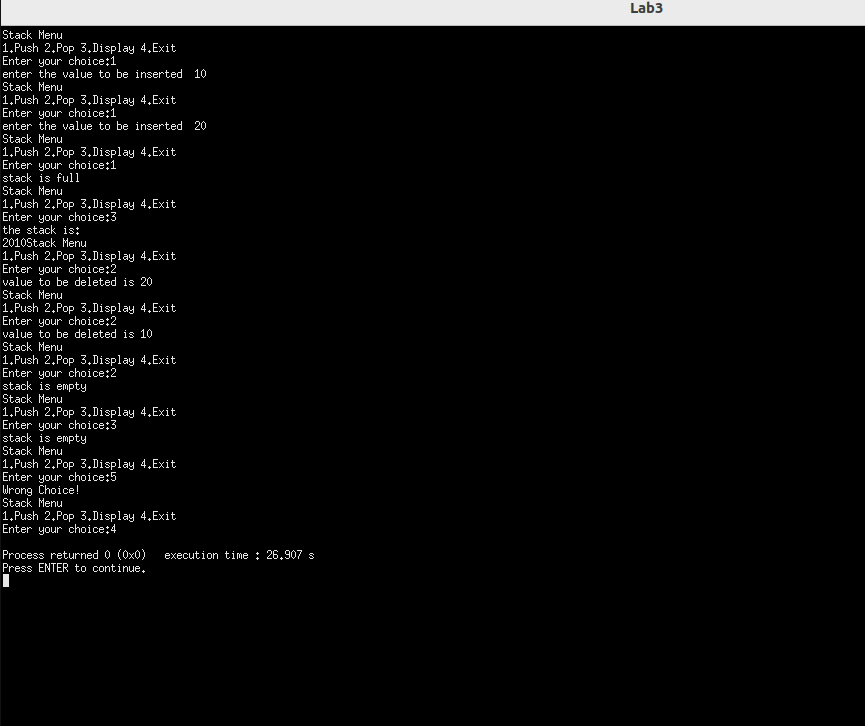 Lab3
Stack Menu
1.Push 2.Pop 3.Display 4.Exit
Enter your choice:1
enter the value to be inserted  10
Stack Menu
1.Push 2.Pop 3.Display 4.Exit
Enter your choice:1
enter the value to be inserted  20
Stack Menu
1.Push 2.Pop 3.Display 4.Exit
Enter your choice:1
stack is full
Stack Menu
1.Push 2.Pop 3.Display 4.Exit
Enter your choice:3
the stack is:
2010Stack Menu
1.Push 2.Pop 3.Display 4.Exit
Enter your choice:2
value to be deleted is 20
Stack Menu
1.Push 2.Pop 3.Display 4.Exit
Enter your choice:2
value to be deleted is 10
Stack Menu
1.Push 2.Pop 3.Display 4.Exit
Enter your choice:2
stack is empty
Stack Menu
1.Push 2.Pop 3.Display 4.Exit
Enter your choice:3
stack is empty
Stack Menu
1.Push 2.Pop 3.Display 4.Exit
Enter your choice:5
Wrong Choice!
Stack Menu
1.Push 2.Pop 3.Display 4.Exit
Enter your choice:4
Process returned 0 (0x0)   execution time : 26.907 s
Press ENTER to continue.